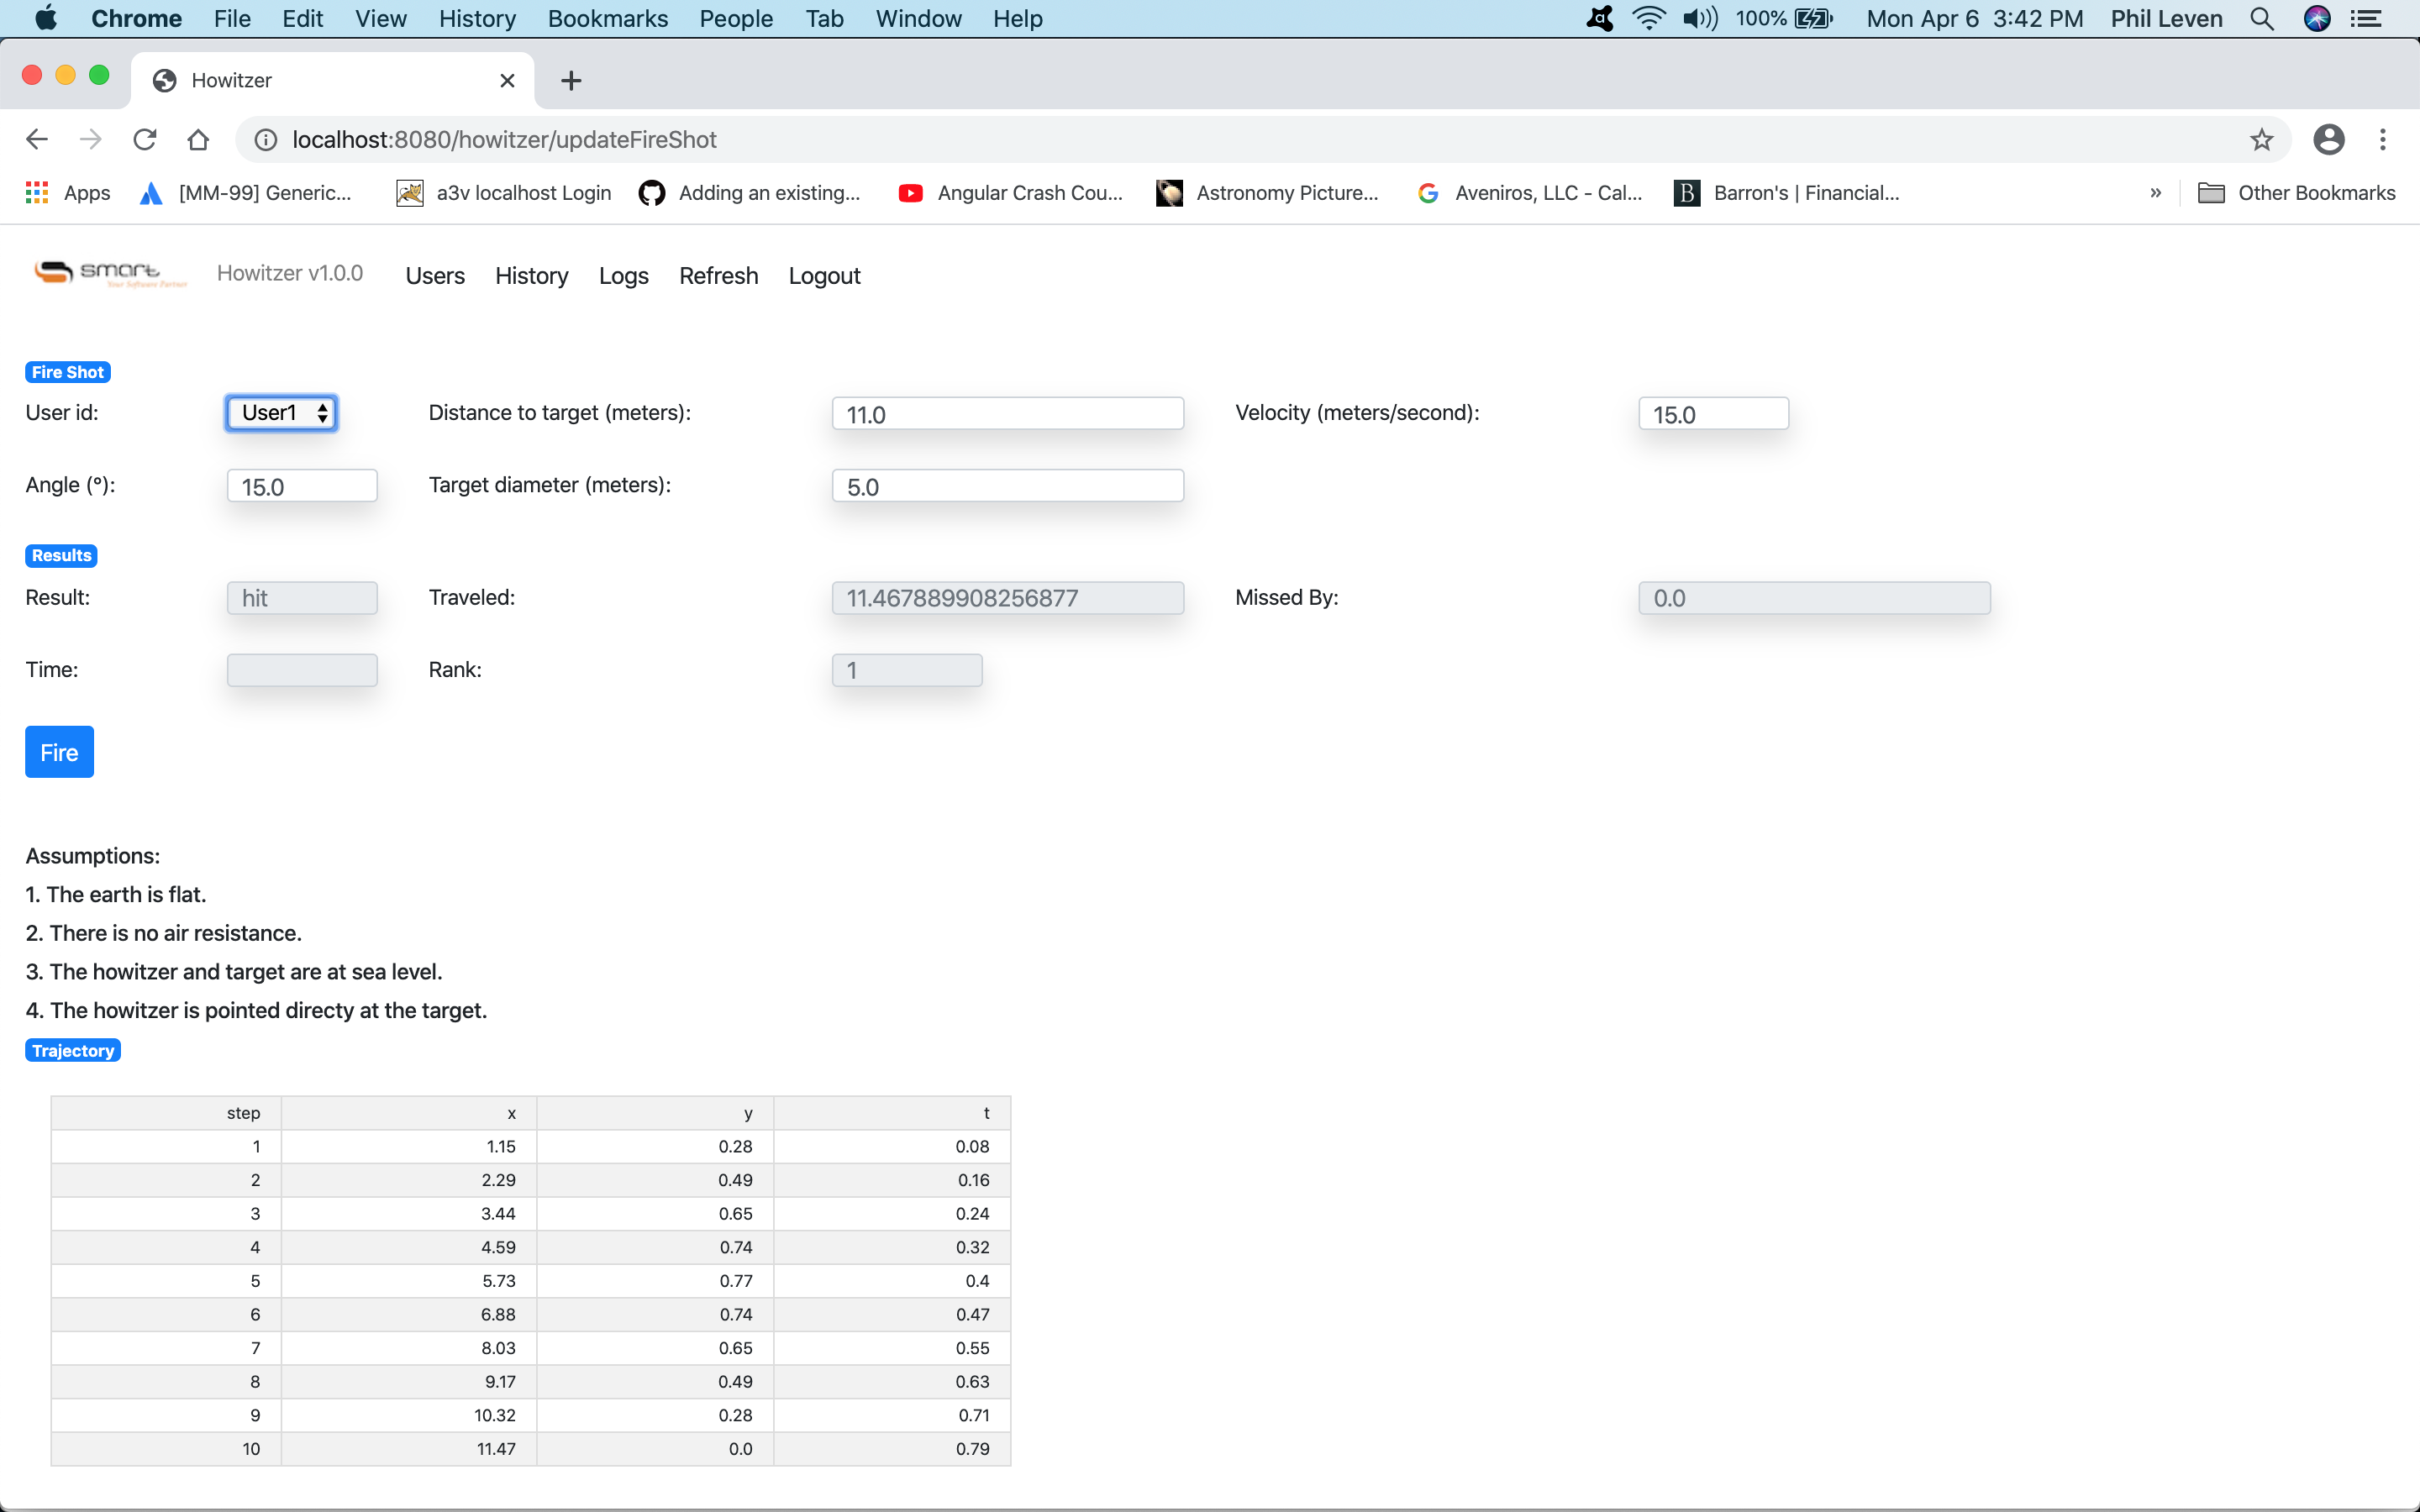 Chrome File Edit View History Bookmarks People Tab Window Help 100% Mon Apr 6 3:42 PM Phil Leven
Howitzer
localhost:8080/howitzer/updateFireShot
Apps [MM-99] Generic... a3v localhost Login Adding an existing... Angular Crash Cou... Astronomy Picture... Aveniros, LLC - Cal... B Barron's | Financial... » Other Bookmarks
smart Your Software Partner Howitzer v1.0.0 Users History Logs Refresh Logout
Fire Shot
User id: User1 Distance to target (meters): 11.0 Velocity (meters/second): 15.0
Angle (°): 15.0 Target diameter (meters): 5.0
Results
Result: hit Traveled: 11.467889908256877 Missed By: 0.0
Time: Rank: 1
Fire
Assumptions:
1. The earth is flat.
2. There is no air resistance.
3. The howitzer and target are at sea level.
4. The howitzer is pointed directy at the target.
Trajectory
step x y t
1 1.15 0.28 0.08
2 2.29 0.49 0.16
3 3.44 0.65 0.24
4 4.59 0.74 0.32
5 5.73 0.77 0.4
6 6.88 0.74 0.47
7 8.03 0.65 0.55
8 9.17 0.49 0.63
9 10.32 0.28 0.71
10 11.47 0.0 0.79